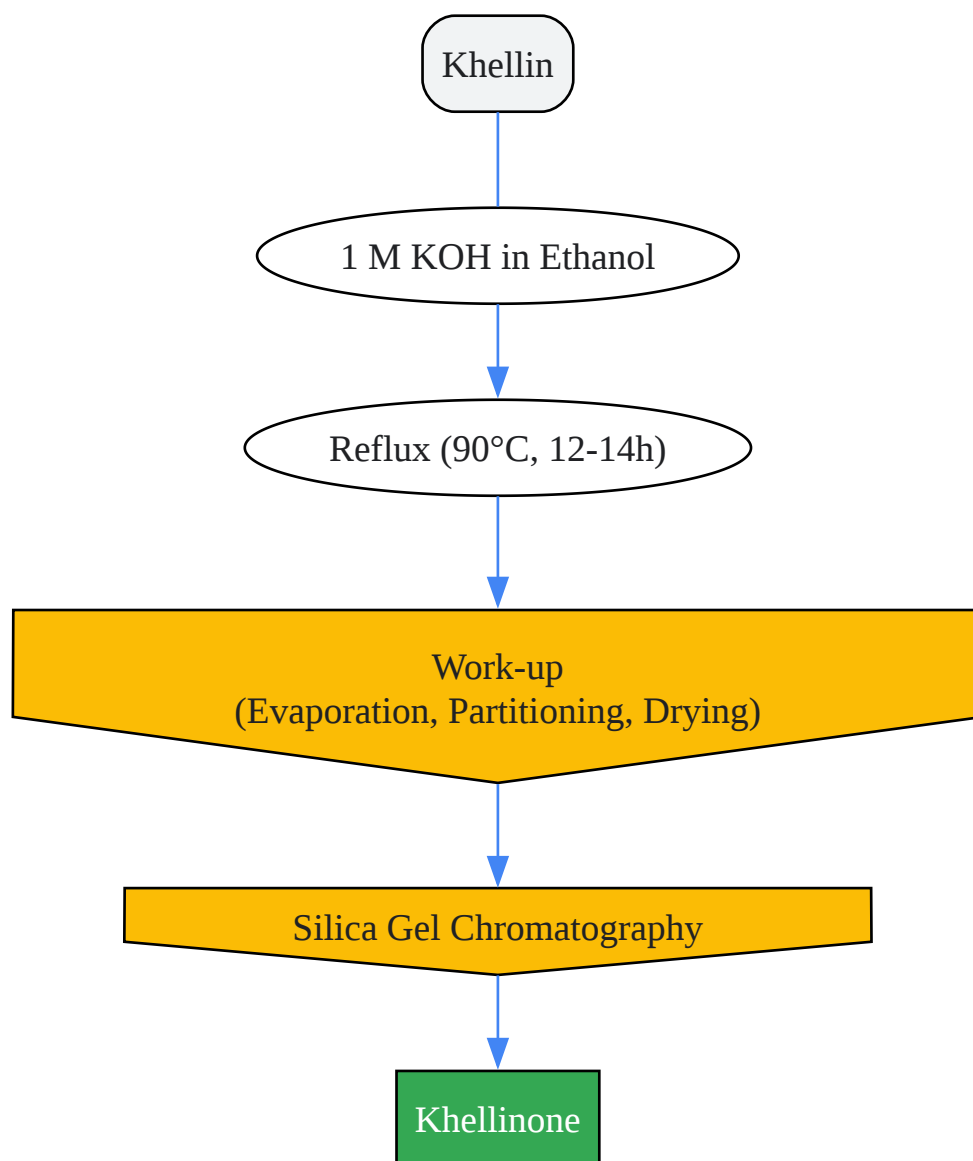 Khellin
1 M KOH in Ethanol
Reflux (90°C, 12-14h)
Work-up
(Evaporation, Partitioning, Drying)
Silica Gel Chromatography
Khellinone